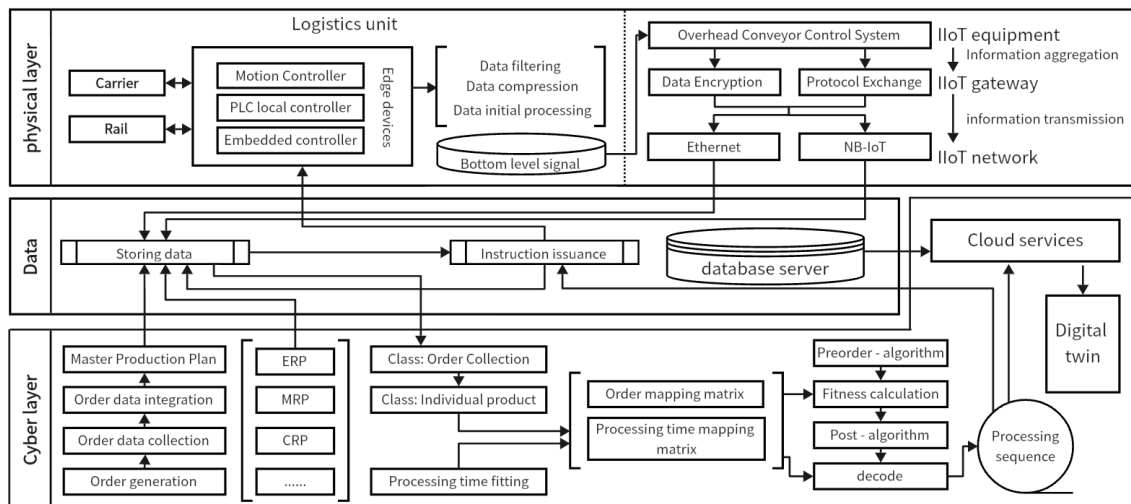 physical layer
Logistics unit
Carrier
Rail
Motion Controller
PLC local controller
Embedded controller
Edge devices
Data filtering
Data compression
Data initial processing
Bottom level signal
Overhead Conveyor Control System
IIoT equipment
Information aggregation
Data Encryption
Protocol Exchange
IIoT gateway
information transmission
Ethernet
NB-IoT
IIoT network
Data
Storing data
Instruction issuance
database server
Cloud services
Digital
twin
Cyber layer
Master Production Plan
Order data integration
Order data collection
Order generation
ERP
MRP
CRP
......
Class: Order Collection
Class: Individual product
Processing time fitting
Order mapping matrix
Processing time mapping
matrix
Preorder - algorithm
Fitness calculation
Post - algorithm
decode
Processing
sequence